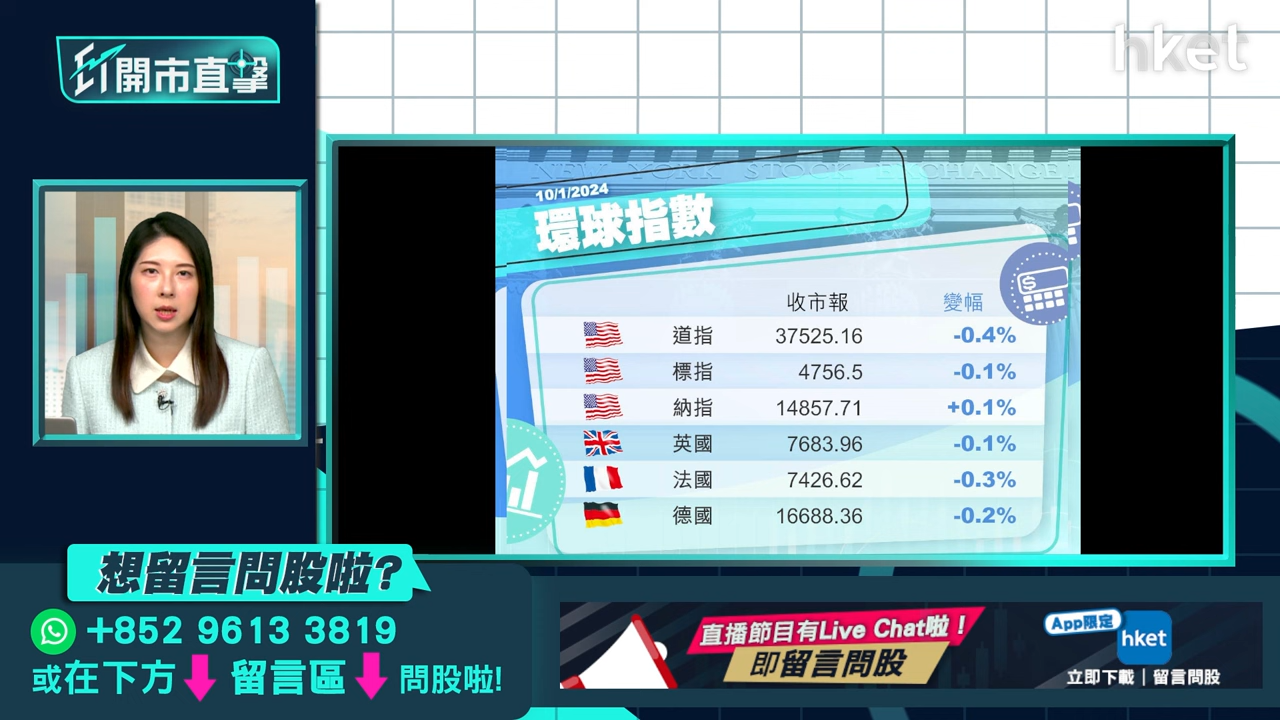 ET開市直擊
hket
NEW YORK STOCK EXCHANGE
10/1/2024
環球指數
收市報 變幅
道指 37525.16 -0.4%
標指 4756.5 -0.1%
納指 14857.71 +0.1%
英國 7683.96 -0.1%
法國 7426.62 -0.3%
德國 16688.36 -0.2%
想留言問股啦?
+852 9613 3819
或在下方 留言區 問股啦!
直播節目有Live Chat啦！
即留言問股
App限定
hket
立即下載｜留言問股